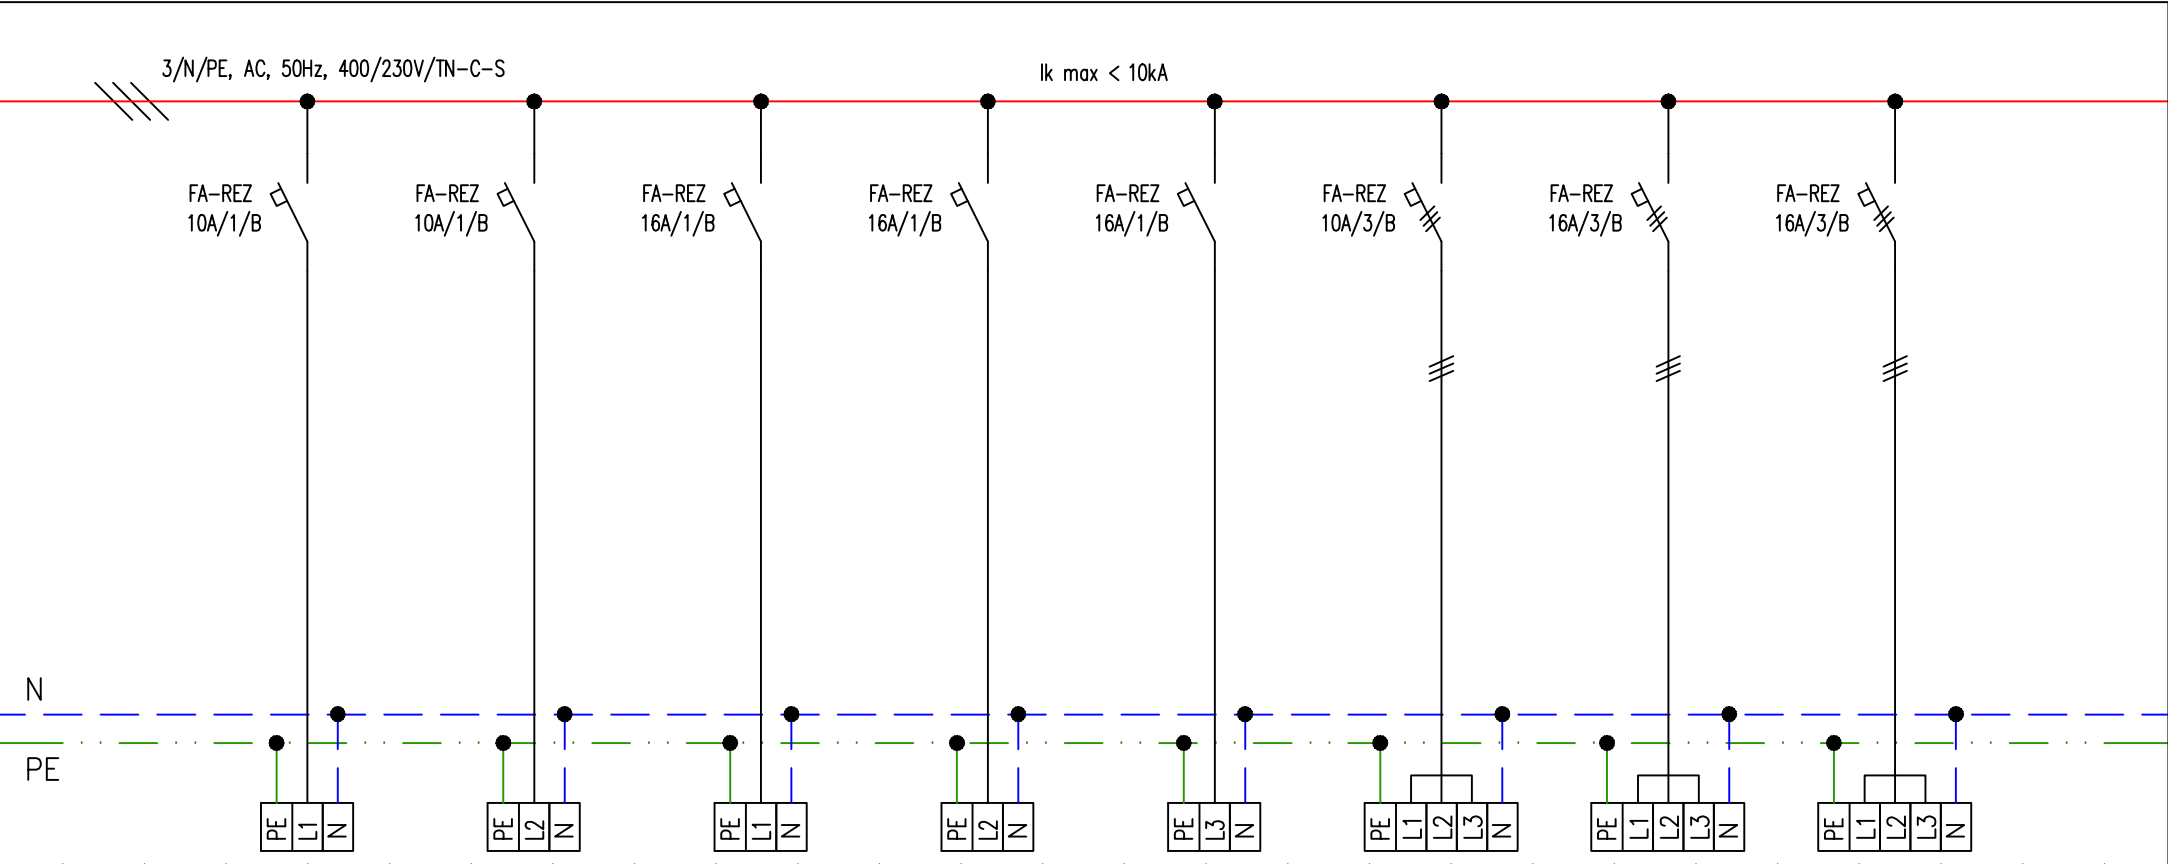 3/N/PE, AC, 50Hz, 400/230V/TN-C-S
Ik max < 10kA
FA-REZ
10A/1/B
FA-REZ
10A/1/B
FA-REZ
16A/1/B
FA-REZ
16A/1/B
FA-REZ
16A/1/B
FA-REZ
10A/3/B
FA-REZ
16A/3/B
FA-REZ
16A/3/B
N
PE
PE L1 N
PE L2 N
PE L1 N
PE L2 N
PE L3 N
PE L1 L2 L3 N
PE L1 L2 L3 N
PE L1 L2 L3 N